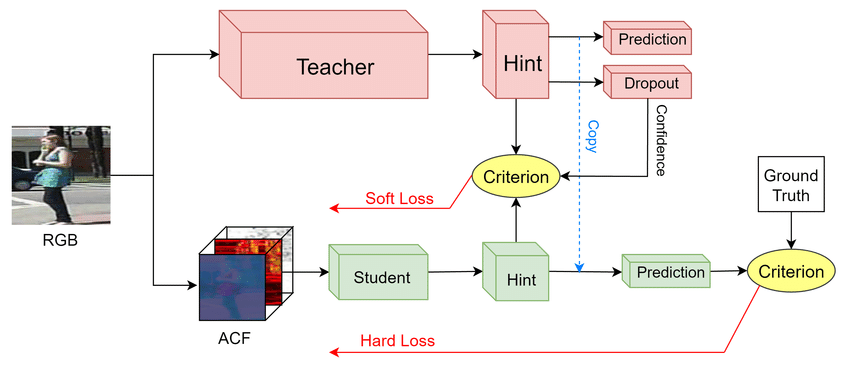 Teacher
Hint
Prediction
Dropout
Confidence
Copy
Criterion
Soft Loss
RGB
Ground
Truth
Student
Hint
Prediction
Criterion
ACF
Hard Loss